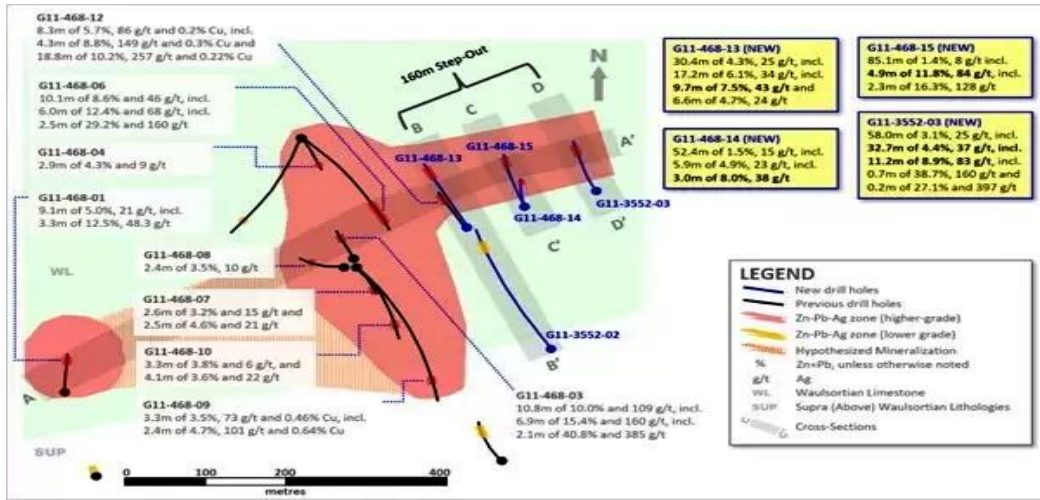 G11-468-12
8.3m of 5.7%, 86 g/t and 0.2% Cu, incl.
4.3m of 8.8%, 149 g/t and 0.3% Cu and
18.8m of 10.2%, 257 g/t and 0.22% Cu
G11-468-06
10.1m of 8.6% and 46 g/t, incl.
6.0m of 12.4% and 68 g/t, incl.
2.5m of 29.2% and 160 g/t
G11-468-04
2.9m of 4.3% and 9 g/t
G11-468-01
9.1m of 5.0%, 21 g/t, incl.
3.3m of 12.5%, 48.3 g/t
G11-468-08
2.4m of 3.5%, 10 g/t
G11-468-07
2.6m of 3.2% and 15 g/t and
2.5m of 4.6% and 21 g/t
G11-468-10
3.3m of 3.8% and 6 g/t, and
4.1m of 3.6% and 22 g/t
G11-468-09
3.3m of 3.5%, 73 g/t and 0.46% Cu, incl.
2.4m of 4.7%, 101 g/t and 0.64% Cu
G11-468-03
10.8m of 10.0% and 109 g/t, incl.
6.9m of 15.4% and 160 g/t, incl.
2.1m of 40.8% and 385 g/t
160m Step-Out
B
C
D
N
A'
G11-468-13
G11-468-15
G11-468-14
G11-3552-03
D'
C'
G11-3552-02
B'
WL
A
SUP
0 100 200 400
metres
G11-468-13 (NEW)
30.4m of 4.3%, 25 g/t, incl.
17.2m of 6.1%, 34 g/t, incl.
9.7m of 7.5%, 43 g/t and
6.6m of 4.7%, 24 g/t
G11-468-15 (NEW)
85.1m of 1.4%, 8 g/t incl.
4.9m of 11.8%, 84 g/t, incl.
2.3m of 16.3%, 128 g/t
G11-468-14 (NEW)
52.4m of 1.5%, 15 g/t, incl.
5.9m of 4.9%, 23 g/t, incl.
3.0m of 8.0%, 38 g/t
G11-3552-03 (NEW)
58.0m of 3.1%, 25 g/t, incl.
32.7m of 4.4%, 37 g/t, incl.
11.2m of 8.9%, 83 g/t, incl.
0.7m of 38.7%, 160 g/t and
0.2m of 27.1% and 397 g/t
LEGEND
New drill holes
Previous drill holes
Zn-Pb-Ag zone (higher-grade)
Zn-Pb-Ag zone (lower grade)
Hypothesized Mineralization
% Zn+Pb, unless otherwise noted
g/t Ag
WL Waulsortian Limestone
SUP Supra (Above) Waulsortian Lithologies
Cross-Sections